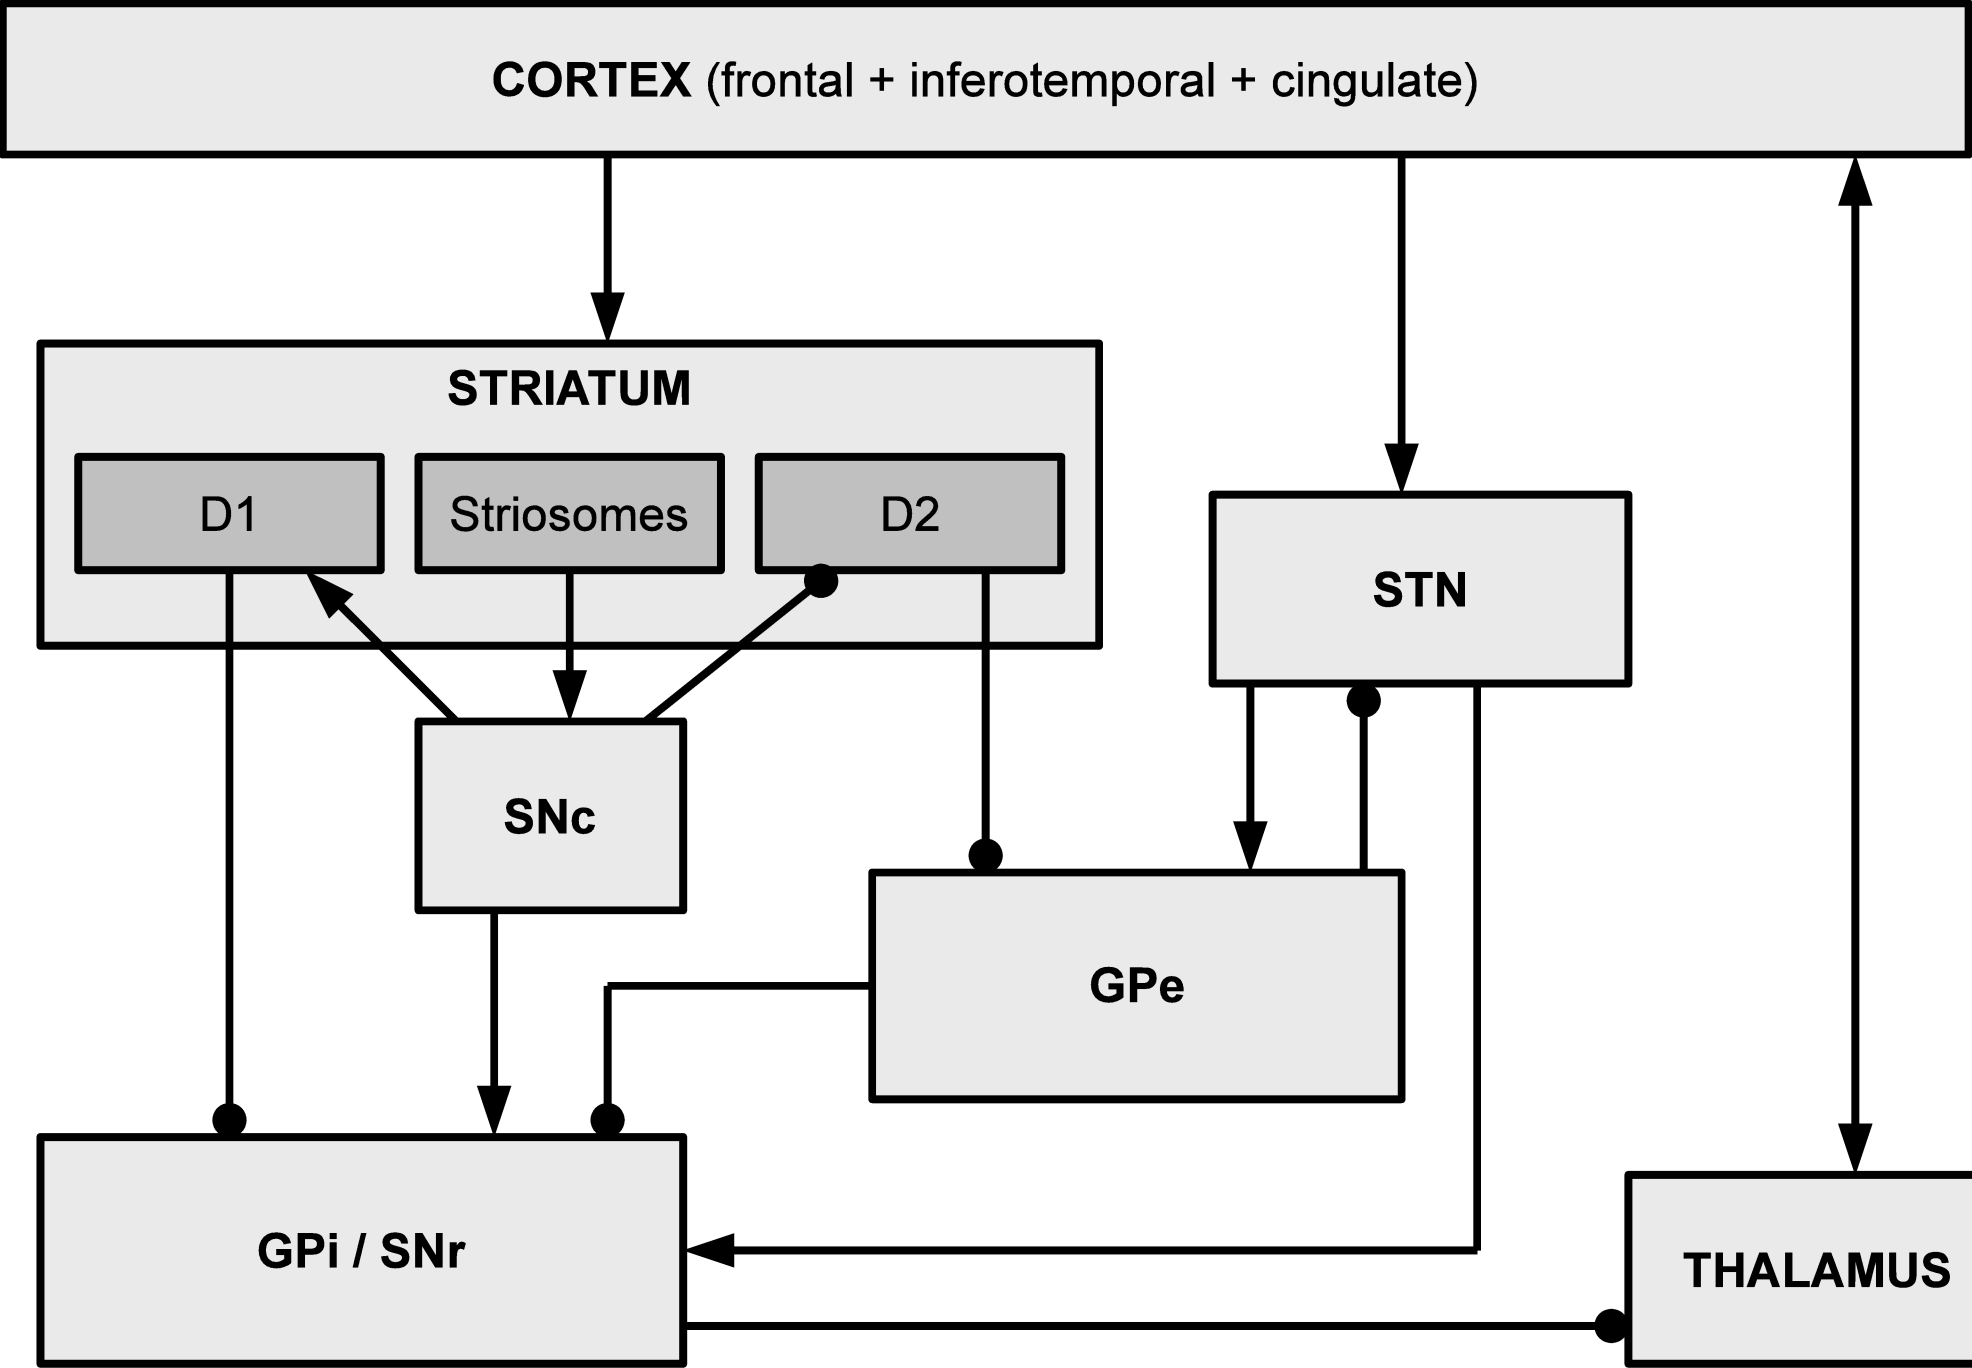 CORTEX (frontal + inferotemporal + cingulate)
STRIATUM
D1
Striosomes
D2
STN
SNc
GPe
GPi / SNr
THALAMUS